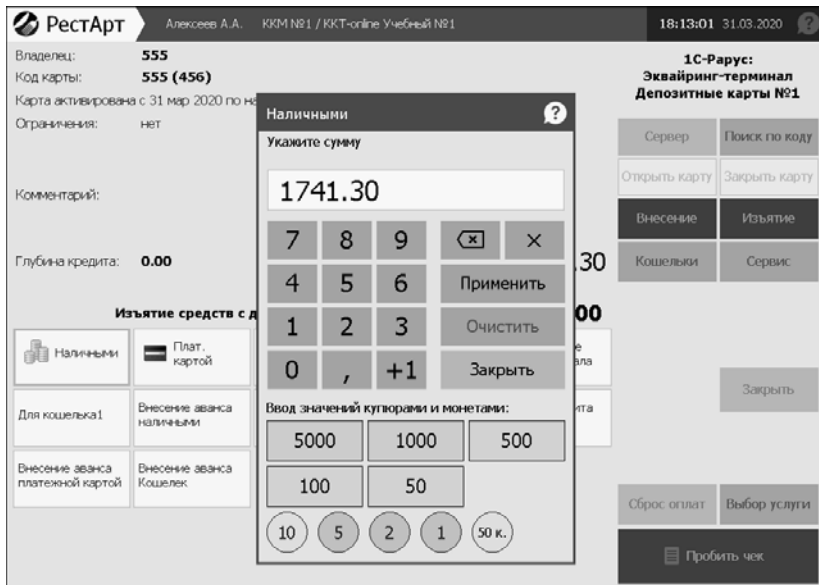 РестАрт
Алексеев А.А.
ККМ №1 / ККТ-online Учебный №1
18:13:01 31.03.2020
?
Владелец: 555
Код карты: 555 (456)
Карта активирована с 31 мар 2020 по
Ограничения: нет
Комментарий:
Глубина кредита: 0.00
.30
Изъятие средств с
00
Наличными
Плат.
картой
Для кошелька1
Внесение аванса
наличными
Внесение аванса
платежной картой
Внесение аванса
Кошелек
Наличными
?
Укажите сумму
1741.30
7 8 9 ×
4 5 6 Применить
1 2 3 Очистить
0 , +1 Закрыть
Ввод значений купюрами и монетами:
5000 1000 500
100 50
10 5 2 1 50 к.
1С-Рарус:
Эквайринг-терминал
Депозитные карты №1
Сервер Поиск по коду
Открыть карту Закрыть карту
Внесение Изъятие
Кошельки Сервис
Закрыть
Сброс оплат Выбор услуги
Пробить чек